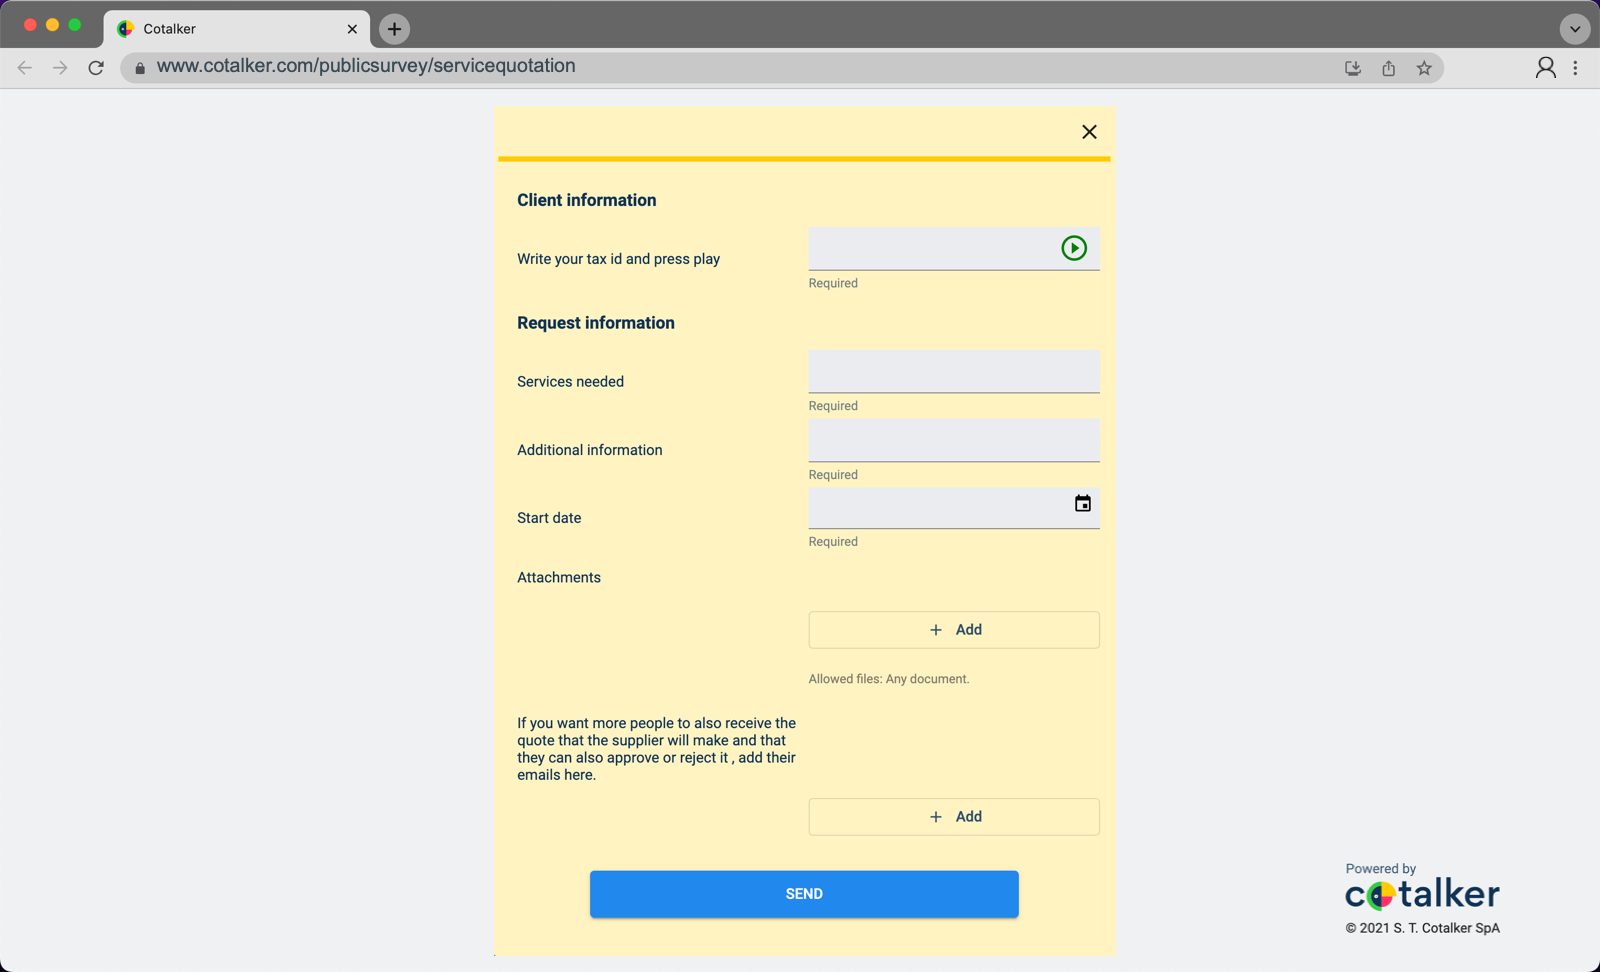 Cotalker
www.cotalker.com/publicsurvey/servicequotation
Client information
Write your tax id and press play
Required
Request information
Services needed
Required
Additional information
Required
Start date
Required
Attachments
+ Add
Allowed files: Any document.
If you want more people to also receive the
quote that the supplier will make and that
they can also approve or reject it , add their
emails here.
+ Add
SEND
Powered by
cotalker
© 2021 S. T. Cotalker SpA